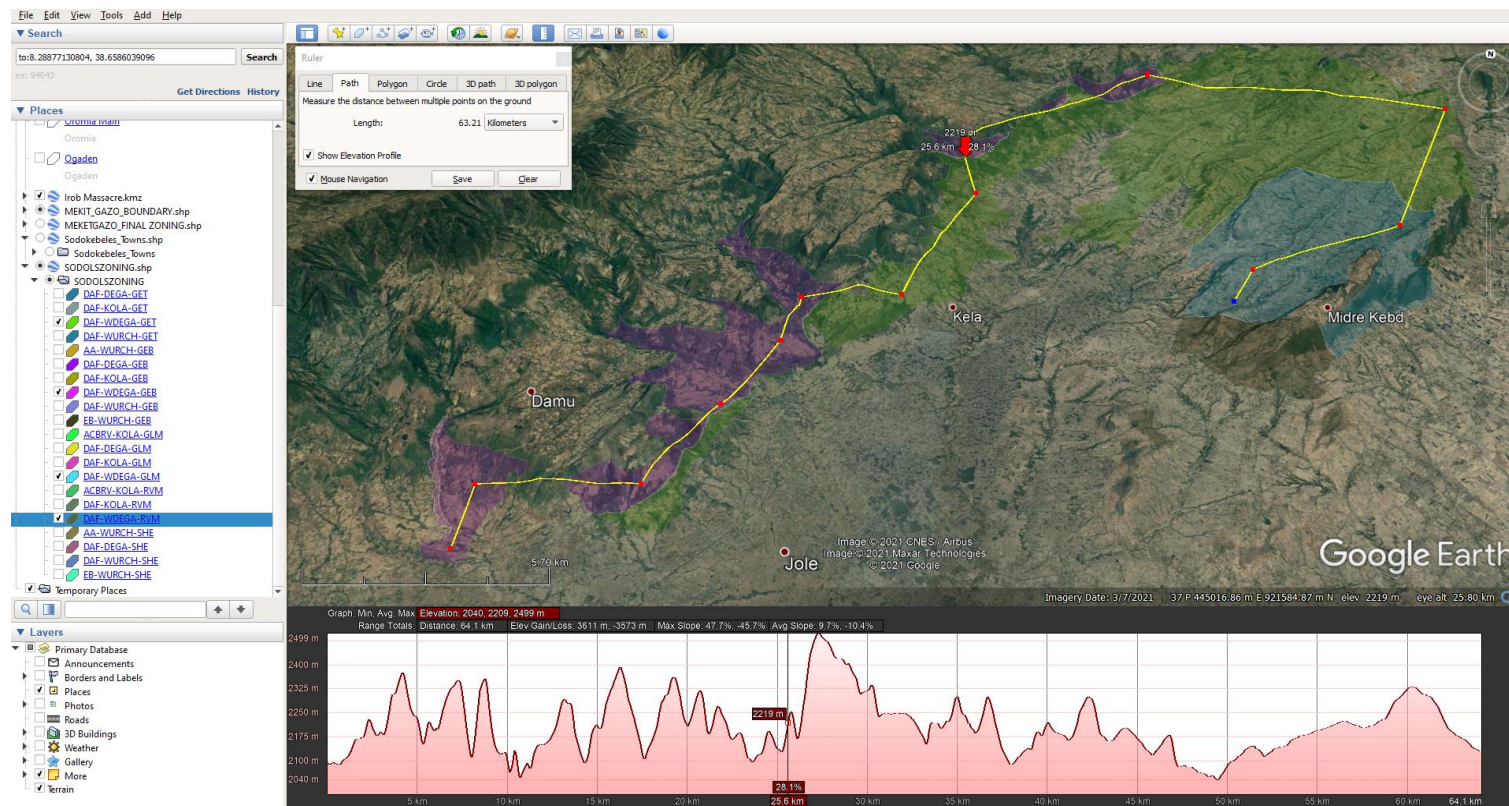 File Edit View Tools Add Help
Search
to:8.28877130804, 38.6586039096
Search
ex: 94043
Get Directions History
Places
Oromia Main
Oromia
Ogaden
Ogaden
Irob Massacre.kmz
MEKIT_GAZO_BOUNDARY.shp
MEKETGAZO_FINAL ZONING.shp
Sodokebeles_Towns.shp
Sodokebeles_Towns
SODOLSZONING.shp
SODOLSZONING
DAF-DEGA-GET
DAF-KOLA-GET
DAF-WDEGA-GET
DAF-WURCH-GET
AA-WURCH-GEB
DAF-DEGA-GEB
DAF-KOLA-GEB
DAF-WDEGA-GEB
DAF-WURCH-GEB
EB-WURCH-GEB
ACBRV-KOLA-GLM
DAF-DEGA-GLM
DAF-KOLA-GLM
DAF-WDEGA-GLM
ACBRV-KOLA-RVM
DAF-KOLA-RVM
DAF-WDEGA-RVM
AA-WURCH-SHE
DAF-DEGA-SHE
DAF-WURCH-SHE
EB-WURCH-SHE
Temporary Places
Layers
Primary Database
Announcements
Borders and Labels
Places
Photos
Roads
3D Buildings
Weather
Gallery
More
Terrain
Ruler
Line Path Polygon Circle 3D path 3D polygon
Measure the distance between multiple points on the ground
Length: 63.21 Kilometers
Show Elevation Profile
Mouse Navigation Save Clear
N
2219 m
25.6 km 28.1%
Kela
Midre Kebd
Damu
Jole
5.70 km
Image © 2021 CNES / Airbus
Image © 2021 Maxar Technologies
© 2021 Google
Google Earth
Imagery Date: 3/7/2021 37 P 445016.86 m E 921584.87 m N elev 2219 m eye alt 25.80 km
Graph: Min, Avg, Max Elevation: 2040, 2209, 2499 m
Range Totals: Distance: 64.1 km Elev Gain/Loss: 3611 m, -3573 m Max Slope: 47.7%, -45.7% Avg Slope: 9.7%, -10.4%
2499 m
2400 m
2325 m
2250 m
2175 m
2100 m
2040 m
2219 m
28.1%
5 km 10 km 15 km 20 km 25.6 km 30 km 35 km 40 km 45 km 50 km 55 km 60 km 64.1 km